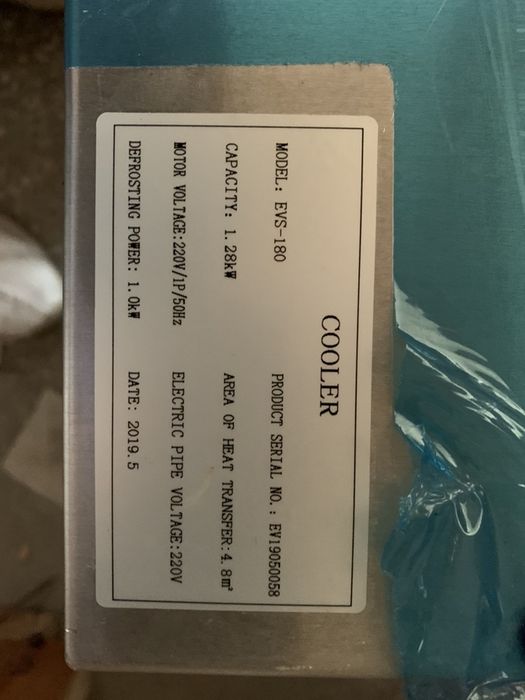 COOLER
MODEL: EVS-180 PRODUCT SERIAL NO.: EV19050058
CAPACITY: 1.28kW AREA OF HEAT TRANSFER:4.8m²
MOTOR VOLTAGE:220V/1P/50Hz ELECTRIC PIPE VOLTAGE:220V
DEFROSTING POWER: 1.0kW DATE: 2019.5